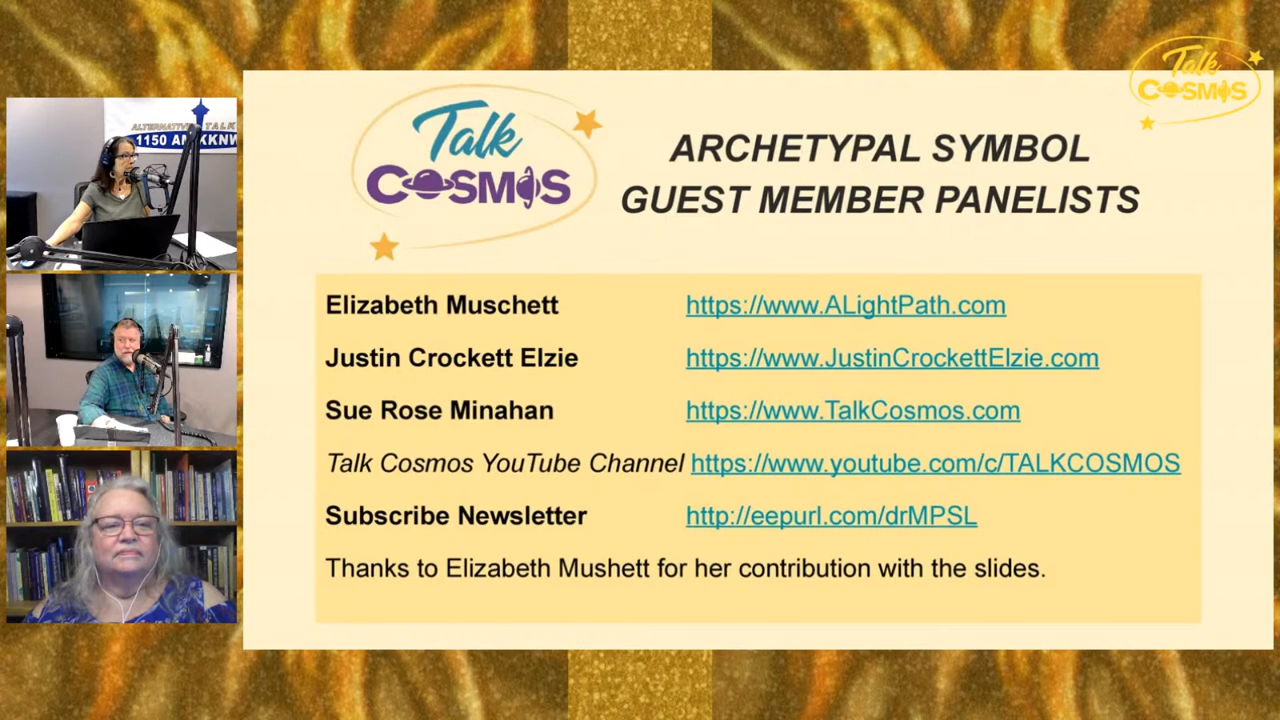 Talk
COSMOS
ALTERNATIVE TALK
1150 AM KKNW
Talk
COSMOS
ARCHETYPAL SYMBOL
GUEST MEMBER PANELISTS
Elizabeth Muschett https://www.ALightPath.com
Justin Crockett Elzie https://www.JustinCrockettElzie.com
Sue Rose Minahan https://www.TalkCosmos.com
Talk Cosmos YouTube Channel https://www.youtube.com/c/TALKCOSMOS
Subscribe Newsletter http://eepurl.com/drMPSL
Thanks to Elizabeth Mushett for her contribution with the slides.